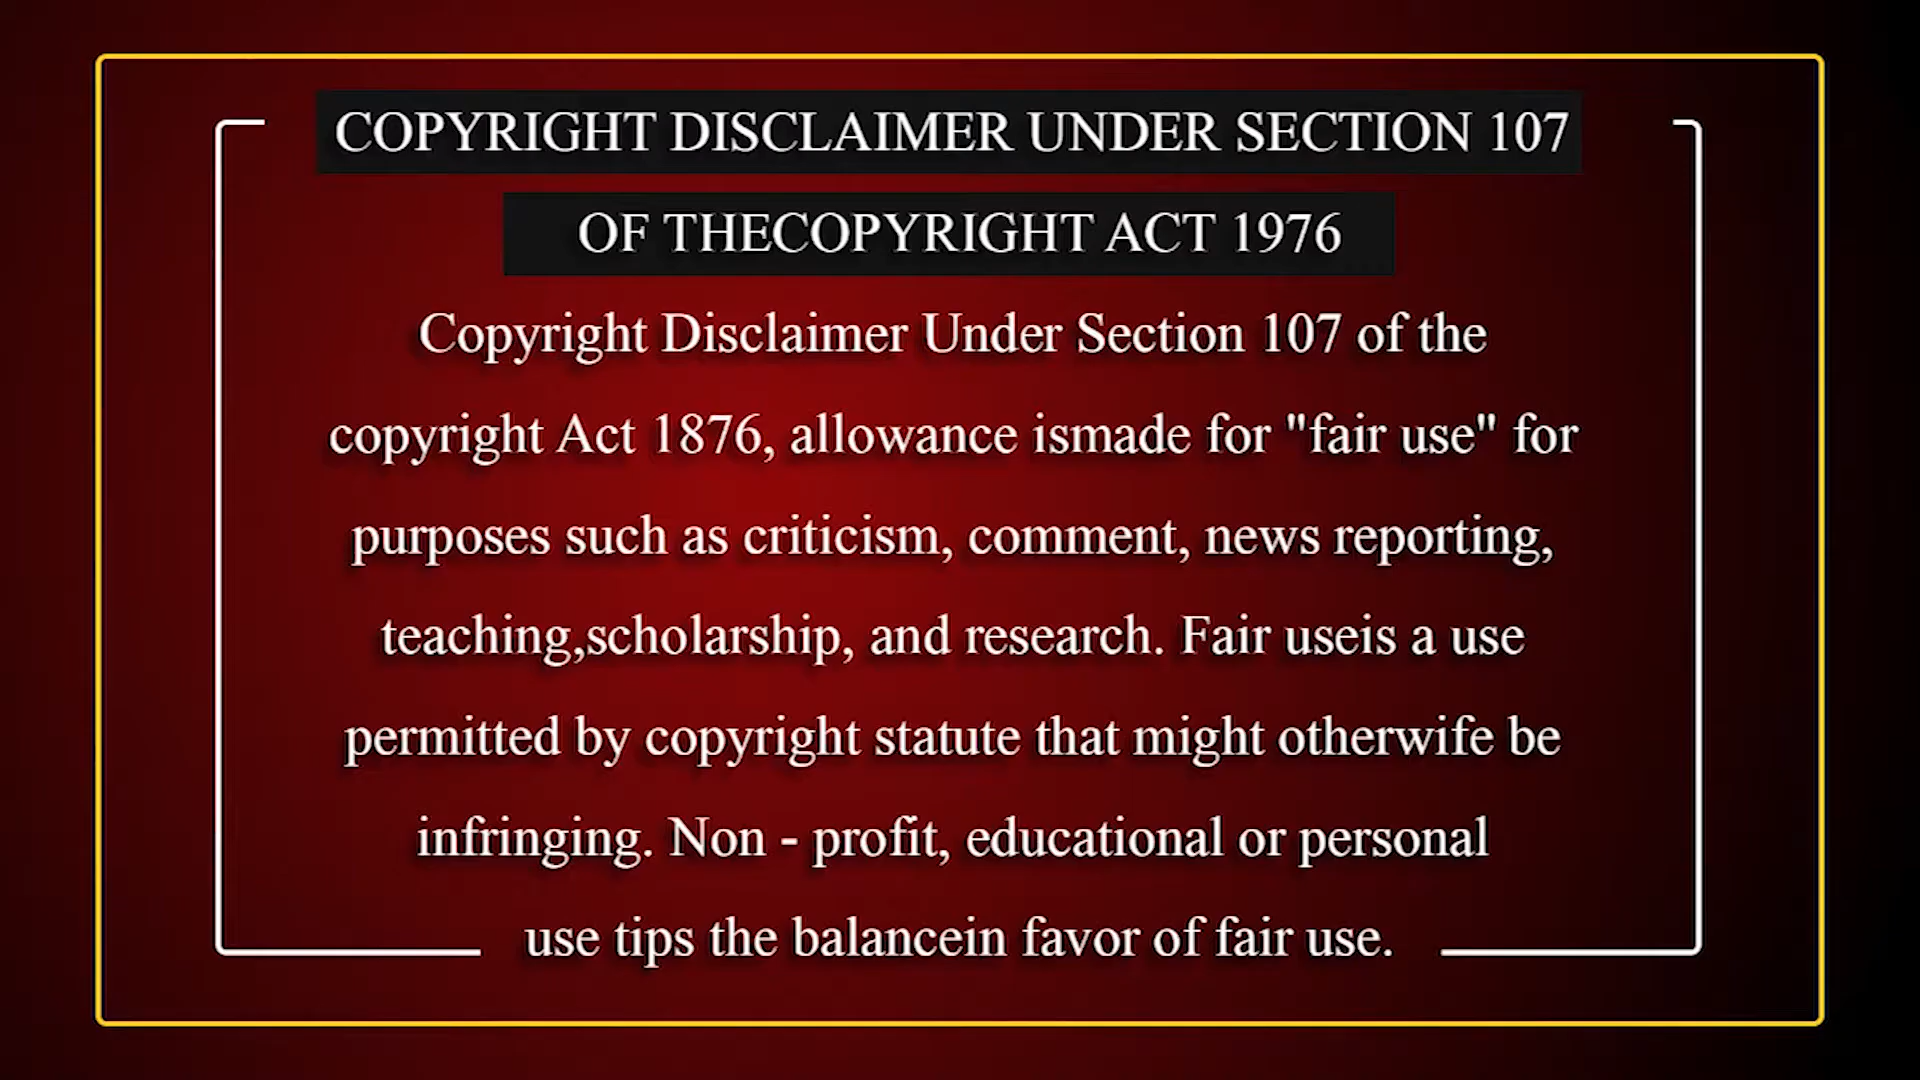 COPYRIGHT DISCLAIMER UNDER SECTION 107
OF THECOPYRIGHT ACT 1976
Copyright Disclaimer Under Section 107 of the
copyright Act 1876, allowance ismade for "fair use" for
purposes such as criticism, comment, news reporting,
teaching,scholarship, and research. Fair useis a use
permitted by copyright statute that might otherwife be
infringing. Non - profit, educational or personal
use tips the balancein favor of fair use.